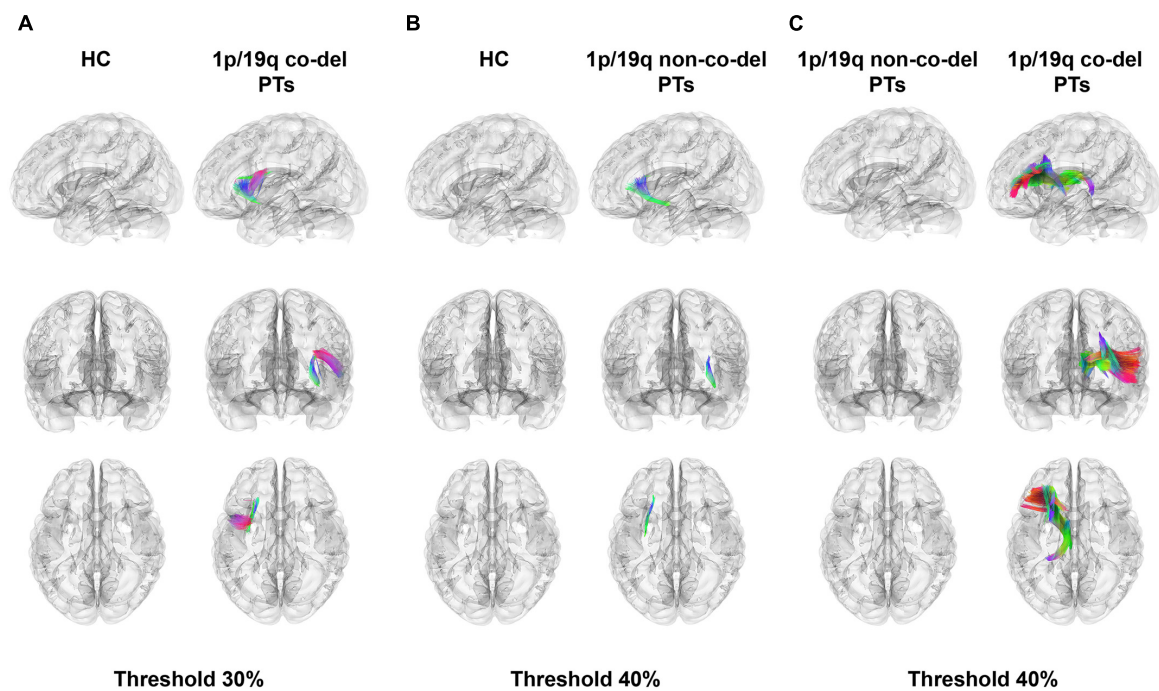 A
HC
1p/19q co-del
PTs
B
HC
1p/19q non-co-del
PTs
C
1p/19q non-co-del
PTs
1p/19q co-del
PTs
Threshold 30%
Threshold 40%
Threshold 40%